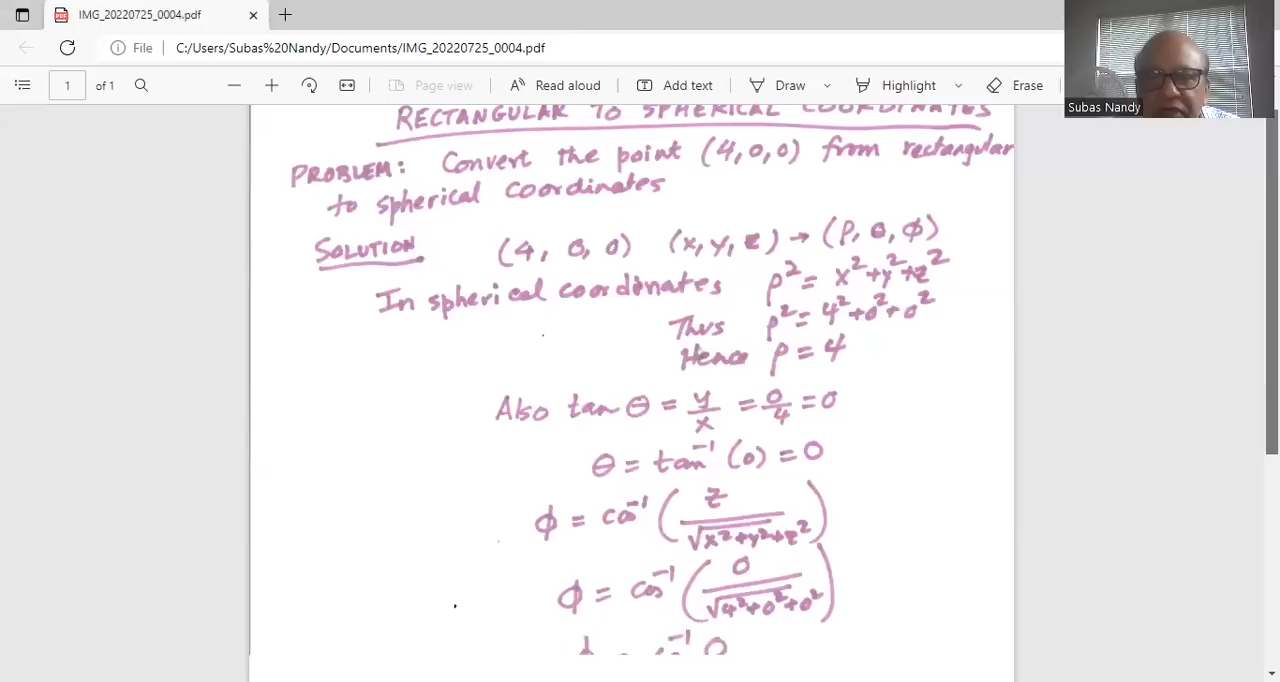 IMG_20220725_0004.pdf
File
C:/Users/Subas%20Nandy/Documents/IMG_20220725_0004.pdf
1 of 1
Page view
Read aloud
Add text
Draw
Highlight
Erase
Subas Nandy
RECTANGULAR TO SPHERICAL COORDINATES
PROBLEM: Convert the point (4,0,0) from rectangular
to spherical coordinates
SOLUTION (4, 0, 0) (x, y, z) → (ρ, θ, φ)
In spherical coordinates ρ² = x² + y² + z²
Thus ρ² = 4² + 0² + 0²
Hence ρ = 4
Also tan θ = y/x = 0/4 = 0
θ = tan⁻¹ (0) = 0
φ = cos⁻¹ ( z / √x² + y² + z² )
φ = cos⁻¹ ( 0 / √4² + 0² + 0² )